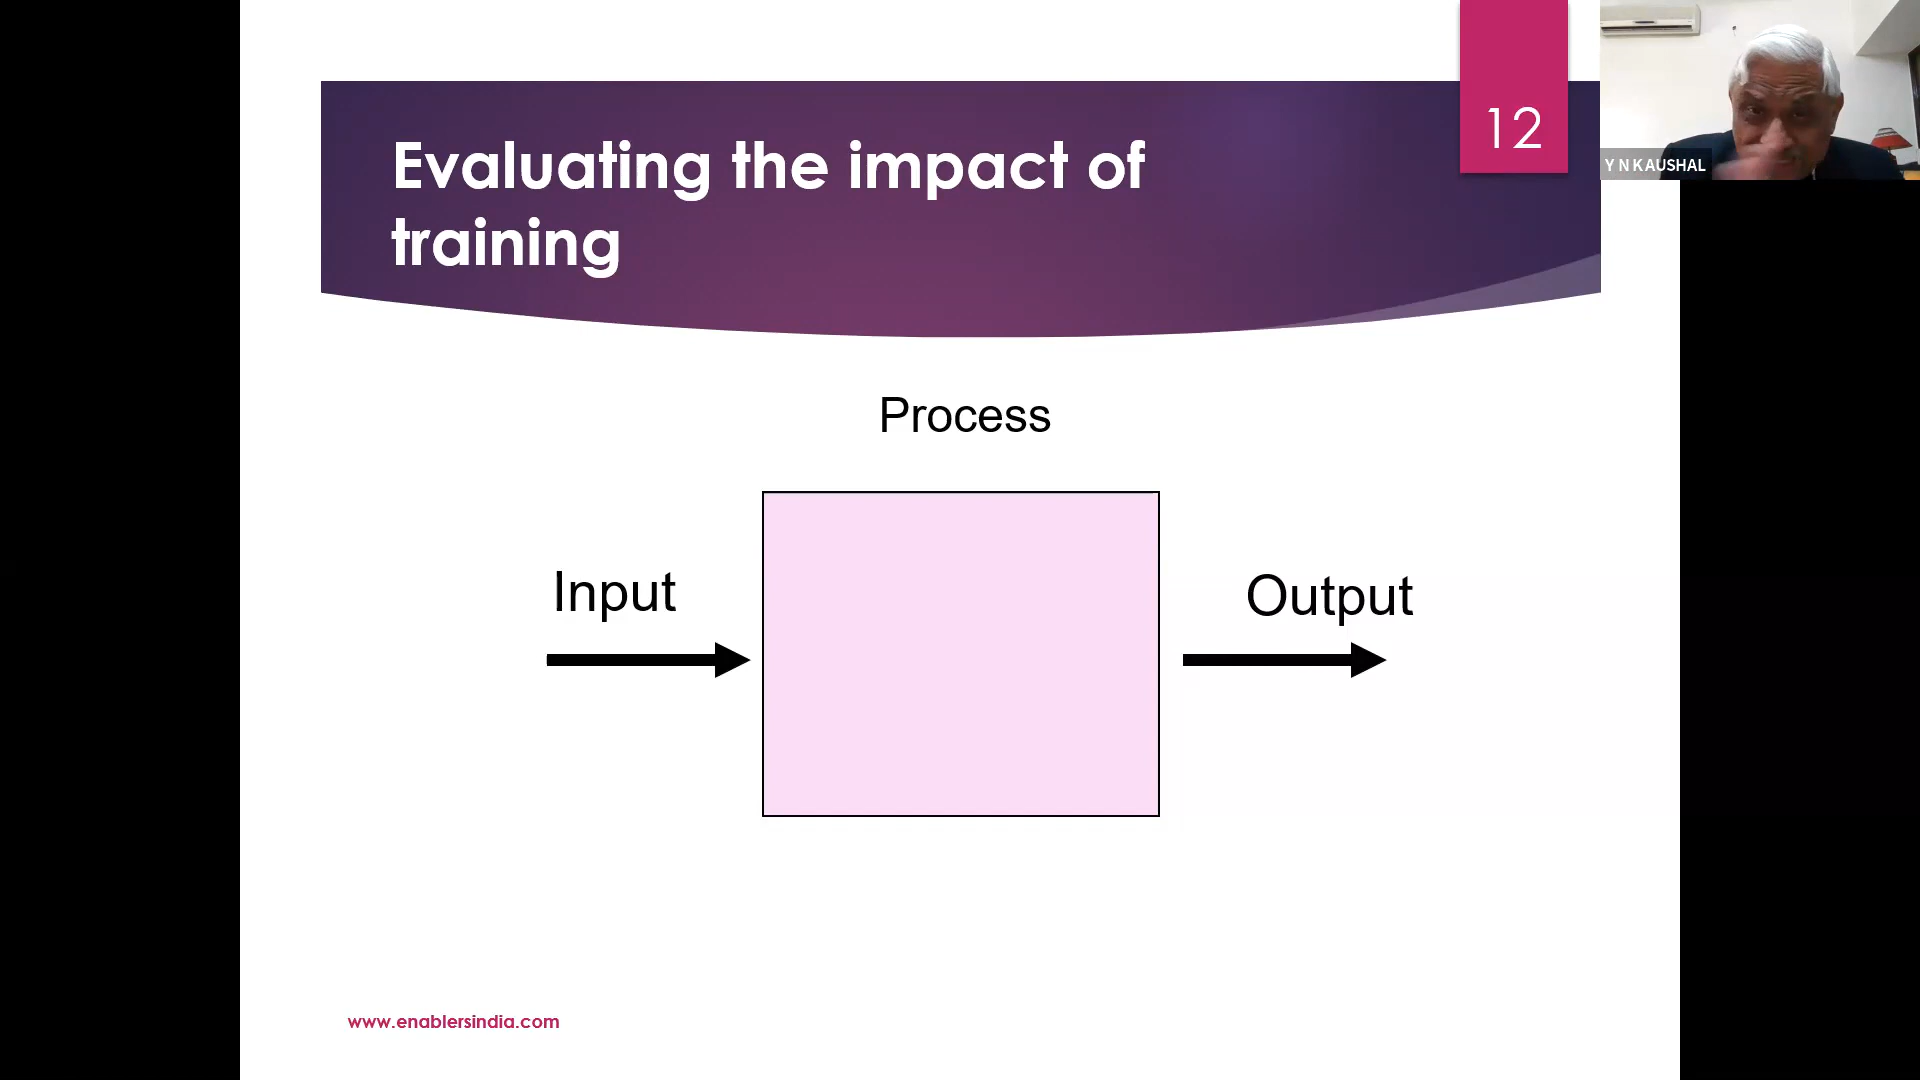 12
Evaluating the impact of
training
Y N KAUSHAL
Process
Input
Output
www.enablersindia.com